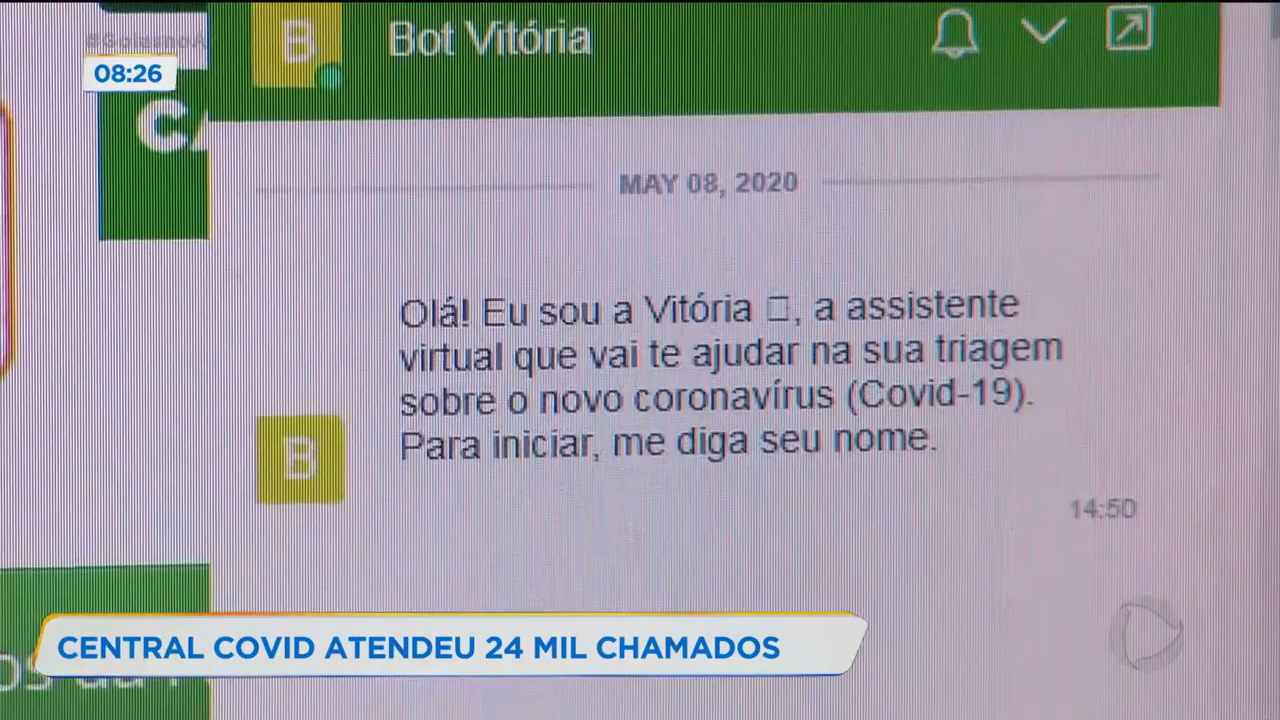 Bot Vitória
B
08:26
MAY 08, 2020
Olá! Eu sou a Vitória □, a assistente
virtual que vai te ajudar na sua triagem
sobre o novo coronavírus (Covid-19).
Para iniciar, me diga seu nome.
B
14:50
CENTRAL COVID ATENDEU 24 MIL CHAMADOS